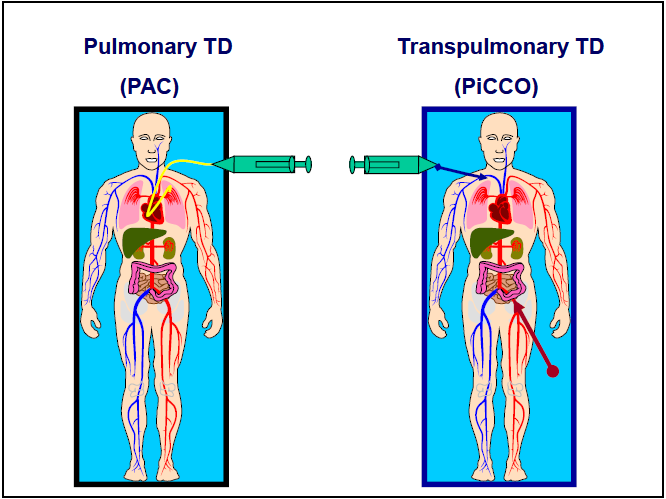 Pulmonary TD
(PAC)
Transpulmonary TD
(PiCCO)